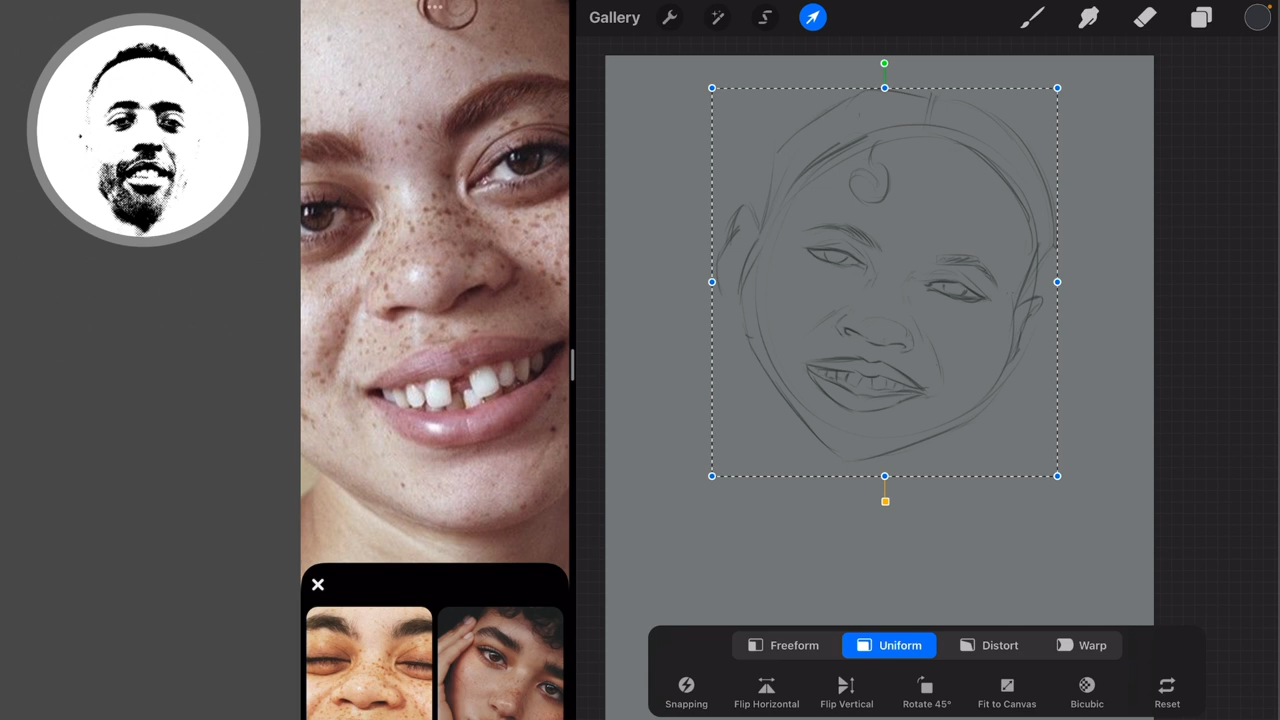 Gallery
Freeform
Uniform
Distort
Warp
Snapping
Flip Horizontal
Flip Vertical
Rotate 45°
Fit to Canvas
Bicubic
Reset